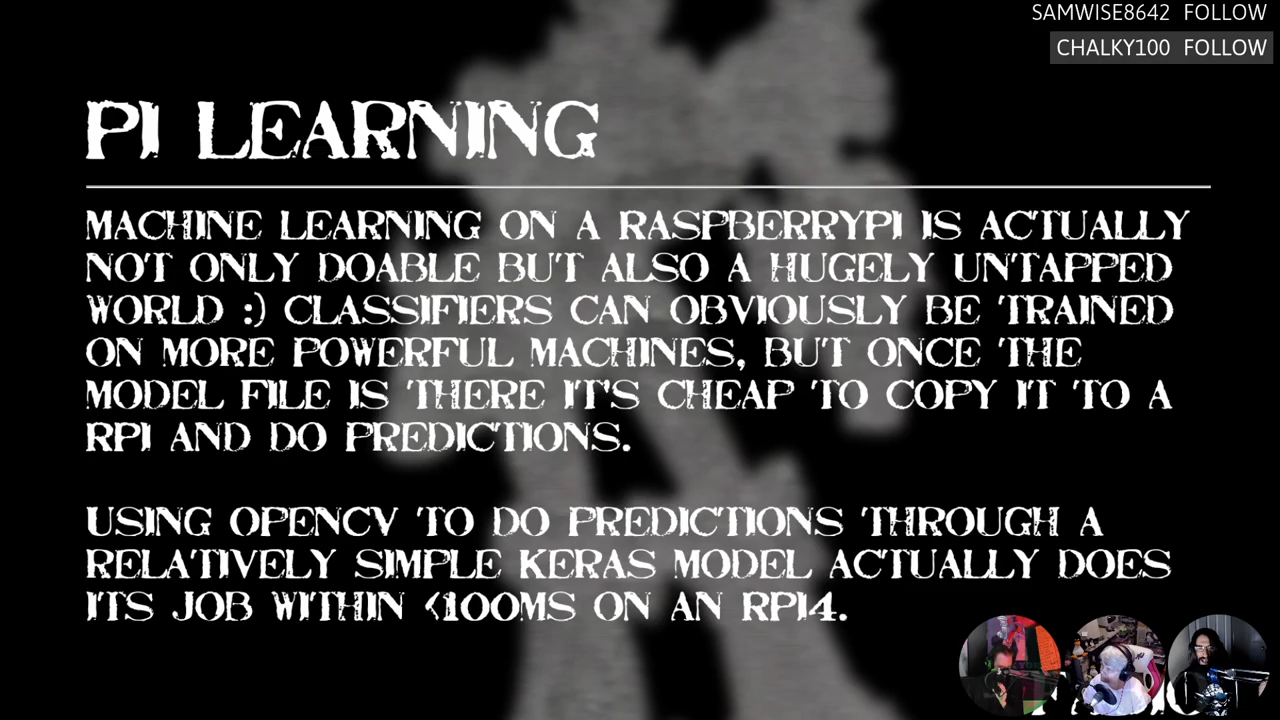 SAMWISE8642 FOLLOW
CHALKY100 FOLLOW
PI LEARNING
MACHINE LEARNING ON A RASPBERRYPI IS ACTUALLY
NOT ONLY DOABLE BUT ALSO A HUGELY UNTAPPED
WORLD :) CLASSIFIERS CAN OBVIOUSLY BE TRAINED
ON MORE POWERFUL MACHINES, BUT ONCE THE
MODEL FILE IS THERE IT'S CHEAP TO COPY IT TO A
RPI AND DO PREDICTIONS.
USING OPENCV TO DO PREDICTIONS THROUGH A
RELATIVELY SIMPLE KERAS MODEL ACTUALLY DOES
ITS JOB WITHIN <100MS ON AN RPI4.